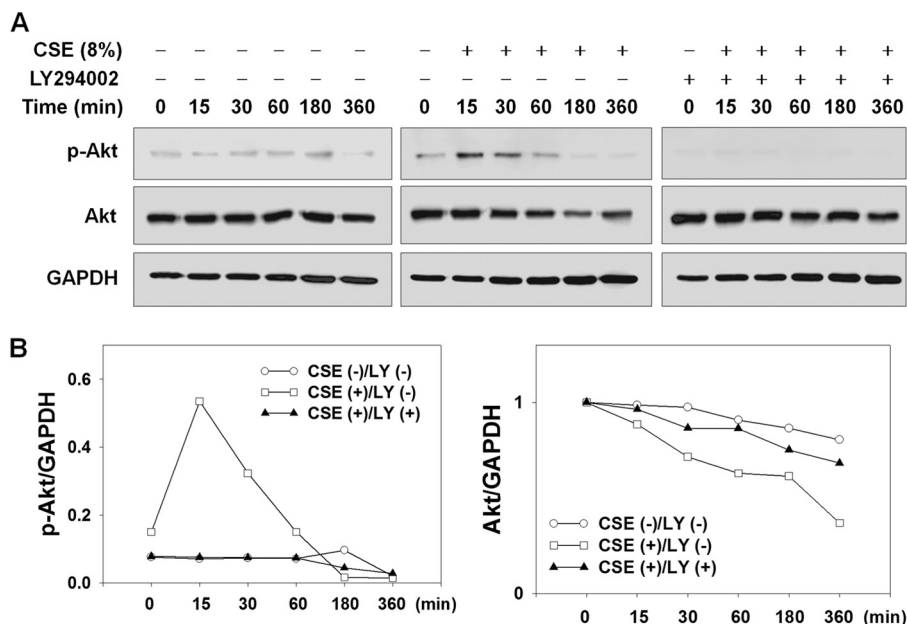 A
CSE (8%) – – – – – – – + + + + + – + + + + +
LY294002 – – – – – – – – – – – – + + + + + +
Time (min) 0 15 30 60 180 360 0 15 30 60 180 360 0 15 30 60 180 360
p-Akt
Akt
GAPDH
B
p-Akt/GAPDH
0.6
0.4
0.2
0.0
CSE (-)/LY (-)
CSE (+)/LY (-)
CSE (+)/LY (+)
0 15 30 60 180 360 (min)
Akt/GAPDH
1
0
CSE (-)/LY (-)
CSE (+)/LY (-)
CSE (+)/LY (+)
0 15 30 60 180 360 (min)